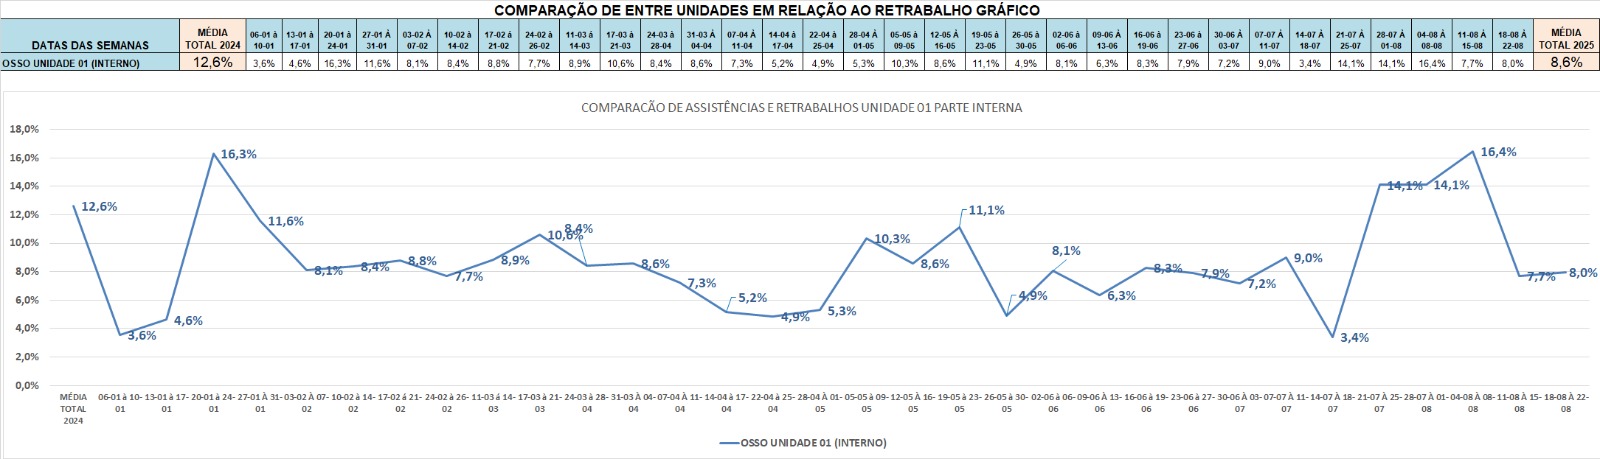 COMPARAÇÃO DE ENTRE UNIDADES EM RELAÇÃO AO RETRABALHO GRÁFICO
DATAS DAS SEMANAS MÉDIA TOTAL 2024 06-01 à 10-01 13-01 à 17-01 20-01 à 24-01 27-01 À 31-01 03-02 À 07-02 10-02 à 14-02 17-02 á 21-02 24-02 à 26-02 11-03 à 14-03 17-03 à 21-03 24-03 à 28-04 31-03 À 04-04 07-04 À 11-04 14-04 à 17-04 22-04 à 25-04 28-04 À 01-05 05-05 à 09-05 12-05 À 16-05 19-05 à 23-05 26-05 À 30-05 02-06 à 06-06 09-06 À 13-06 16-06 à 19-06 23-06 à 27-06 30-06 À 03-07 07-07 À 11-07 14-07 À 18-07 21-07 À 25-07 28-07 À 01-08 04-08 À 08-08 11-08 À 15-08 18-08 À 22-08 MÉDIA TOTAL 2025
OSSO UNIDADE 01 (INTERNO) 12,6% 3,6% 4,6% 16,3% 11,6% 8,1% 8,4% 8,8% 7,7% 8,9% 10,6% 8,4% 8,6% 7,3% 5,2% 4,9% 5,3% 10,3% 8,6% 11,1% 4,9% 8,1% 6,3% 8,3% 7,9% 7,2% 9,0% 3,4% 14,1% 14,1% 16,4% 7,7% 8,0% 8,6%
COMPARACÃO DE ASSISTÊNCIAS E RETRABALHOS UNIDADE 01 PARTE INTERNA
18,0%
16,0%
14,0%
12,0%
10,0%
8,0%
6,0%
4,0%
2,0%
0,0%
12,6% 3,6% 4,6% 16,3% 11,6% 8,1% 8,4% 8,8% 7,7% 8,9% 10,6% 8,4% 8,6% 7,3% 5,2% 4,9% 5,3% 10,3% 8,6% 11,1% 4,9% 8,1% 6,3% 8,3% 7,9% 7,2% 9,0% 3,4% 14,1% 14,1% 16,4% 7,7% 8,0%
MÉDIA 06-01 à 10- 13-01 à 17- 20-01 à 24- 27-01 À 31- 03-02 À 07- 10-02 à 14- 17-02 á 21- 24-02 à 26- 11-03 à 14- 17-03 à 21- 24-03 à 28- 31-03 À 04- 07-04 À 11- 14-04 à 17- 22-04 à 25- 28-04 À 01- 05-05 à 09- 12-05 À 16- 19-05 à 23- 26-05 À 30- 02-06 à 06- 09-06 À 13- 16-06 à 19- 23-06 à 27- 30-06 À 03- 07-07 À 11- 14-07 À 18- 21-07 À 25- 28-07 À 01- 04-08 À 08- 11-08 À 15- 18-08 À 22-
TOTAL 01 01 01 01 02 02 02 02 03 03 04 04 04 04 04 05 05 05 05 05 06 06 06 06 07 07 07 07 08 08 08 08
2024
OSSO UNIDADE 01 (INTERNO)